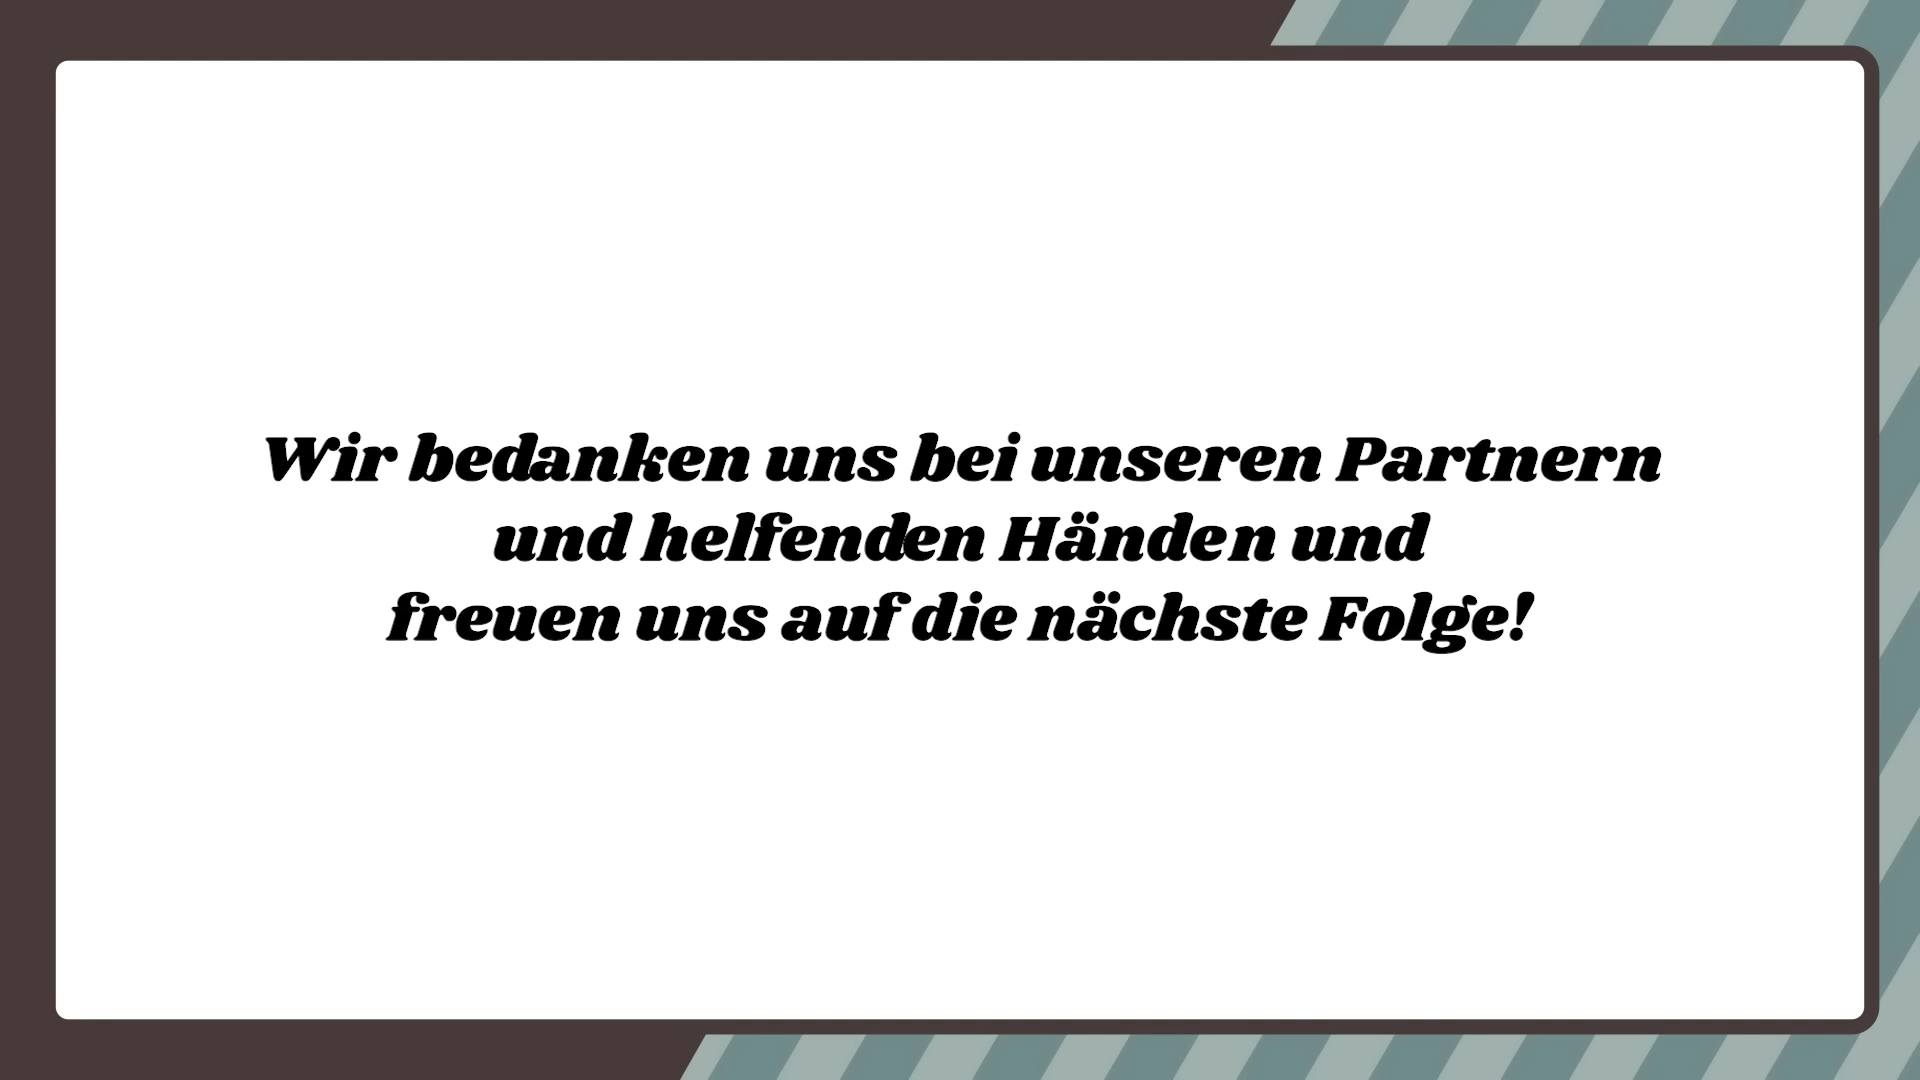 Wir bedanken uns bei unseren Partnern
und helfenden Händen und
freuen uns auf die nächste Folge!